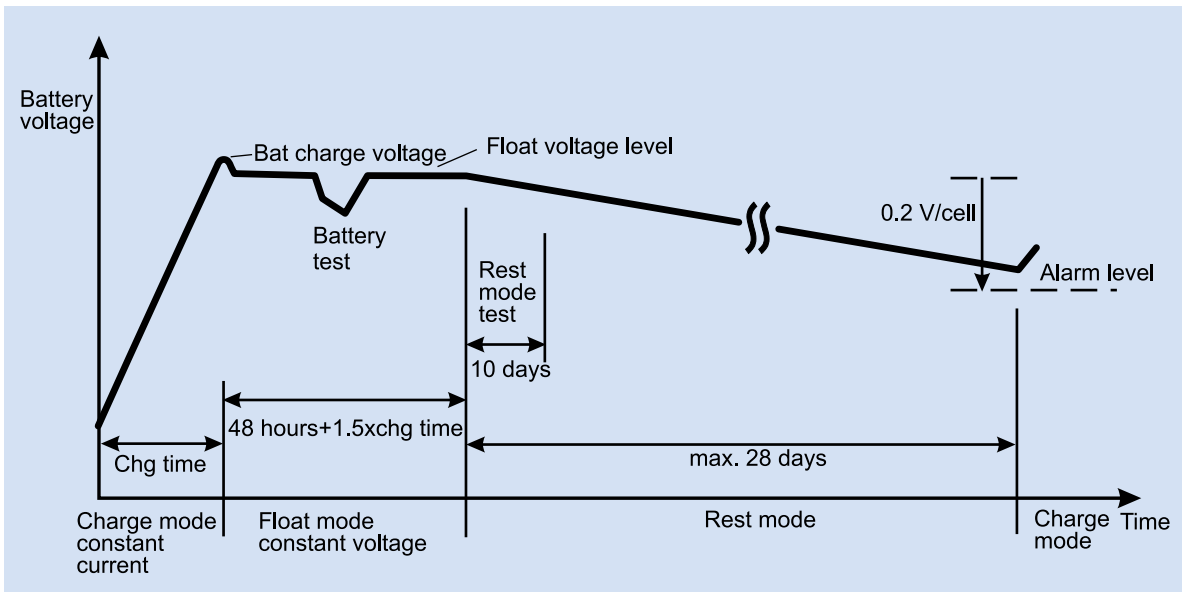 Battery
voltage
Bat charge voltage
Float voltage level
Battery
test
0.2 V/cell
Alarm level
Rest
mode
test
10 days
48 hours+1.5xchg time
Chg time
max. 28 days
Charge mode
constant
current
Float mode
constant voltage
Rest mode
Charge
mode
Time